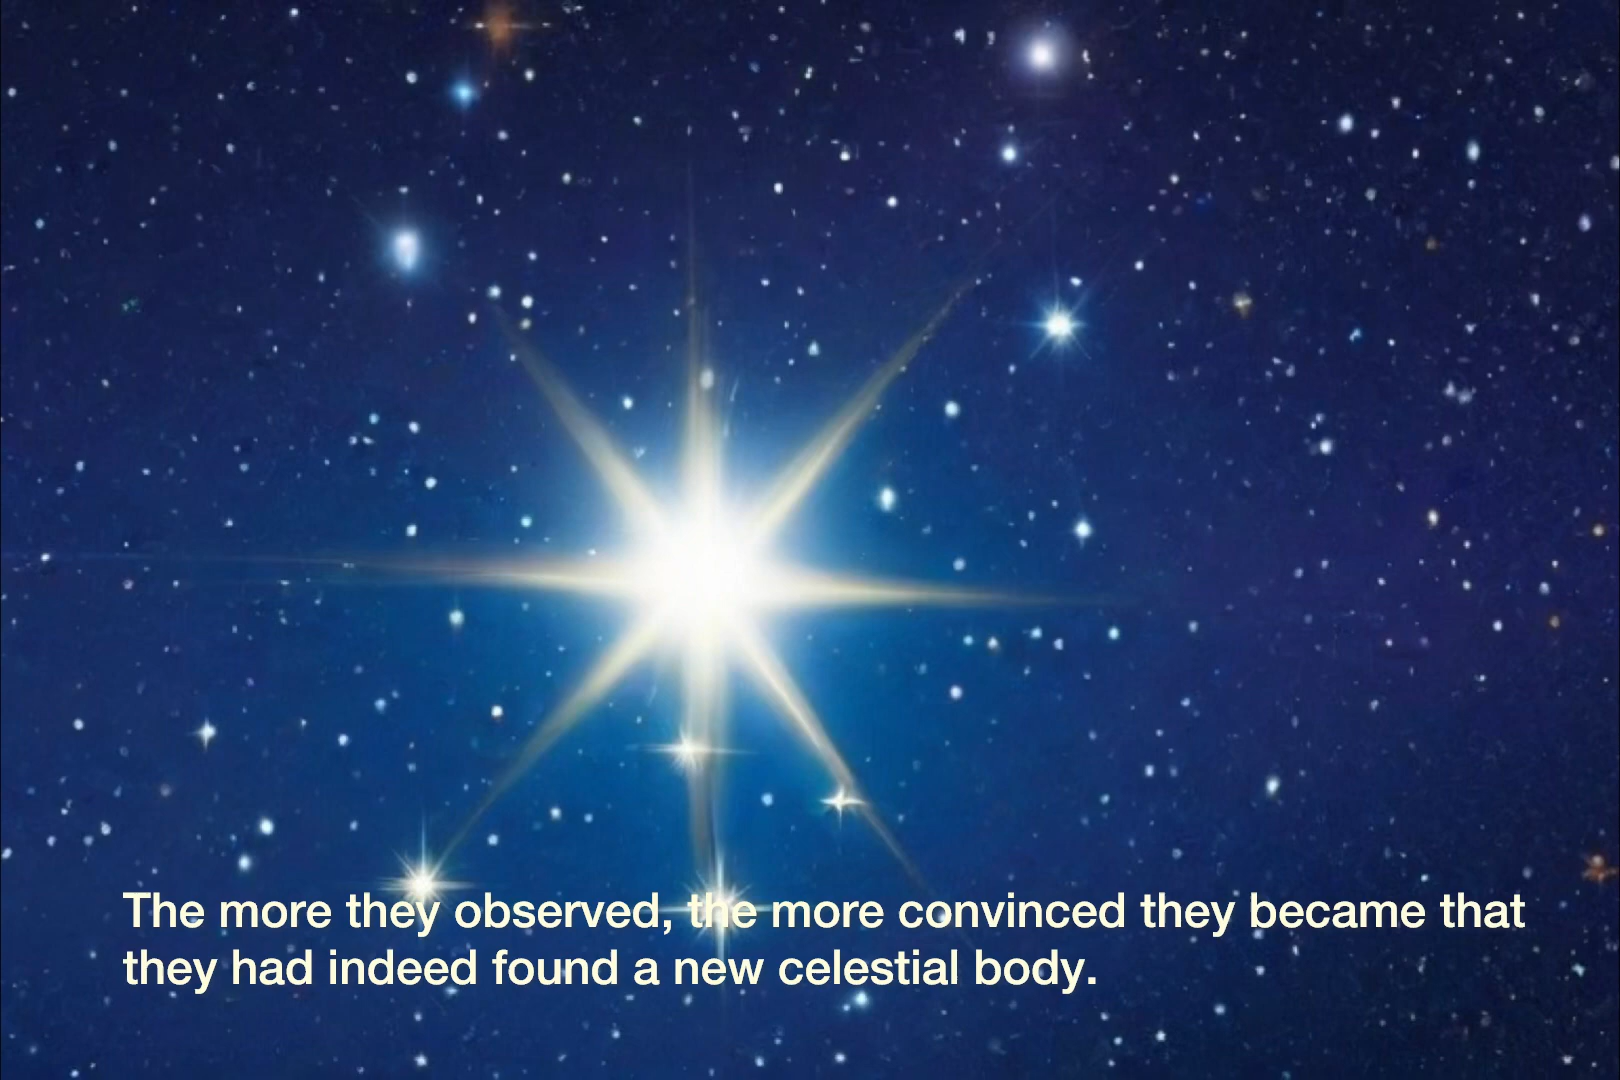 The more they observed, the more convinced they became that
they had indeed found a new celestial body.